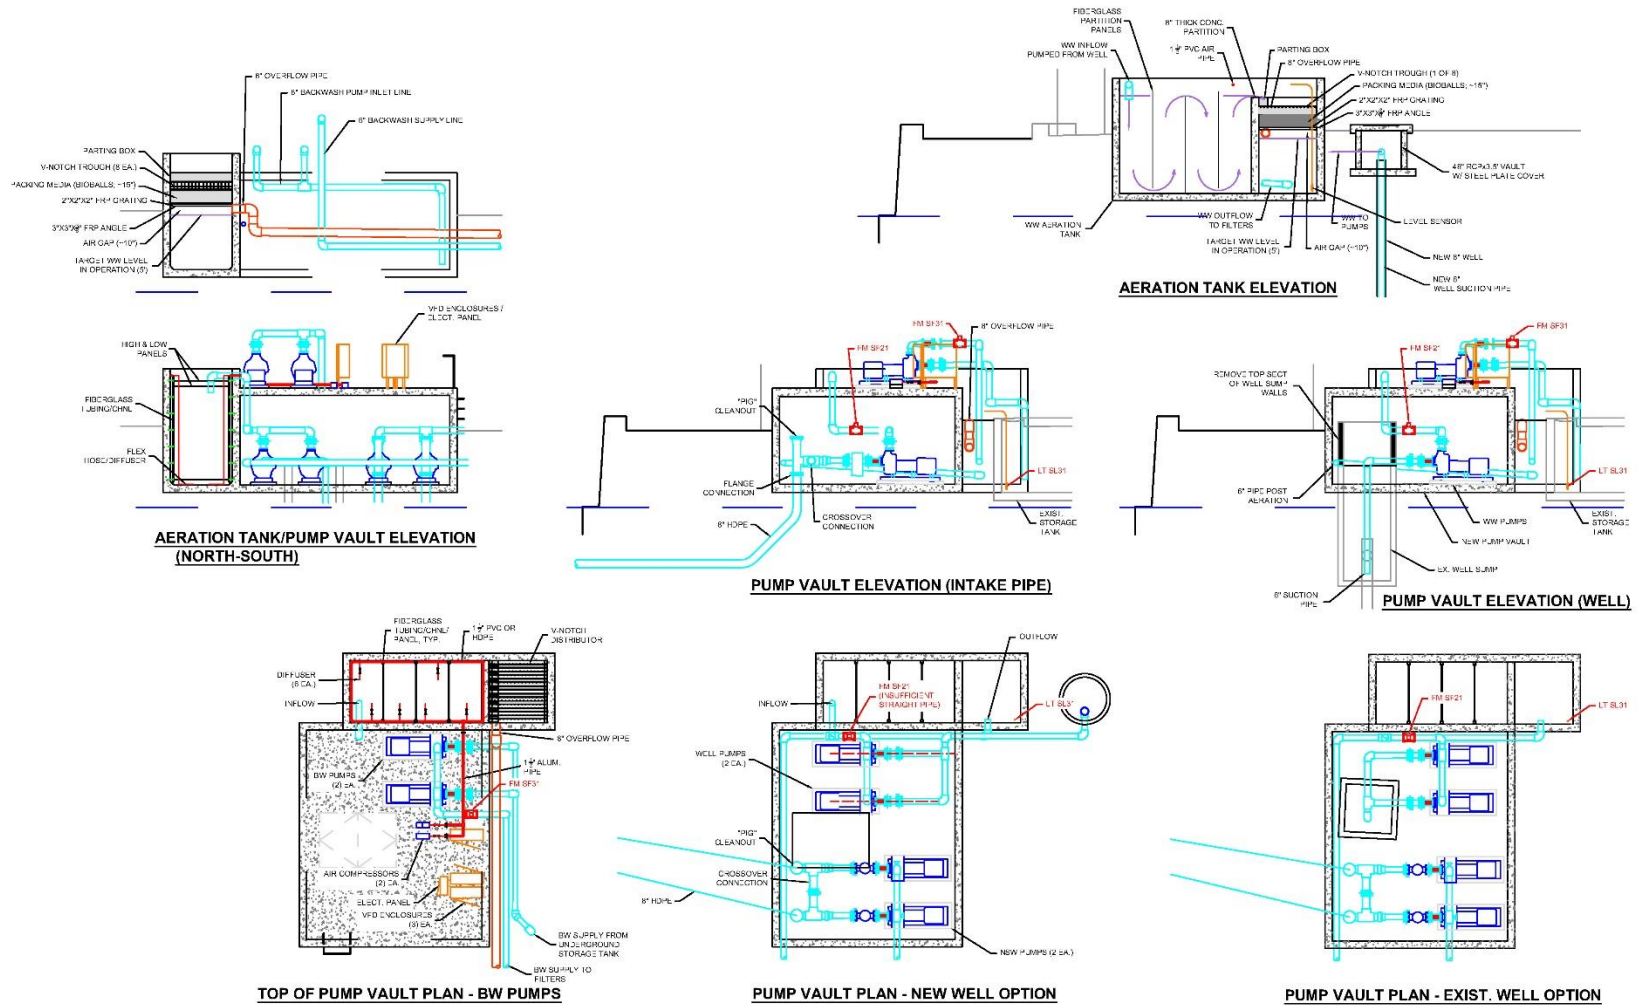 8" OVERFLOW PIPE
6" BACKWASH PUMP INLET LINE
6" BACKWASH SUPPLY LINE
PARTING BOX
V-NOTCH TROUGH (8 EA.)
PACKING MEDIA (BIOBALLS; ~15")
2"X2"X2" FRP GRATING
FRP ANGLE
AIR GAP (~10")
TARGET WW LEVEL
IN OPERATION (5')
HIGH & LOW
PANELS
VFD ENCLOSURES /
ELECT. PANEL
FIBERGLASS
TUBING/CHNL
FLEX
HOSE/DIFFUSER
AERATION TANK/PUMP VAULT ELEVATION
(NORTH-SOUTH)
FIBERGLASS
PARTITION
PANELS
8" THICK CONC.
PARTITION
WW INFLOW
PUMPED FROM WELL
PVC AIR
PIPE
PARTING BOX
8" OVERFLOW PIPE
V-NOTCH TROUGH (1 OF 8)
PACKING MEDIA (BIOBALLS; ~15")
2"X2"X2" FRP GRATING
FRP ANGLE
48" RCPx3.5' VAULT
W/ STEEL PLATE COVER
WW AERATION
TANK
WW OUTFLOW
TO FILTERS
TARGET WW LEVEL
IN OPERATION (5')
WW TO
PUMPS
LEVEL SENSOR
AIR GAP (~10")
NEW 8" WELL
NEW 6"
WELL SUCTION PIPE
AERATION TANK ELEVATION
FM SF31
8" OVERFLOW PIPE
FM SF21
"PIG"
CLEANOUT
FLANGE
CONNECTION
8" HDPE
CROSSOVER
CONNECTION
LT SL31
EXIST.
STORAGE
TANK
PUMP VAULT ELEVATION (INTAKE PIPE)
FM SF31
FM SF21
REMOVE TOP SECT
OF WELL SUMP
WALLS
LT SL31
6" PIPE POST
AERATION
WW PUMPS
NEW PUMP VAULT
EXIST.
STORAGE
TANK
EX. WELL SUMP
6" SUCTION
PIPE
PUMP VAULT ELEVATION (WELL)
FIBERGLASS
TUBING/CHNL/
PANEL, TYP.
PVC OR
HDPE
V-NOTCH
DISTRIBUTOR
DIFFUSER
(6 EA.)
INFLOW
8" OVERFLOW PIPE
ALUM.
PIPE
BW PUMPS
(2) EA.
FM SF31
AIR COMPRESSORS
(2) EA.
ELECT. PANEL
VFD ENCLOSURES
(3) EA.
BW SUPPLY FROM
UNDERGROUND
STORAGE TANK
BW SUPPLY TO
FILTERS
TOP OF PUMP VAULT PLAN - BW PUMPS
OUTFLOW
INFLOW
FM SF21
(INSUFFICIENT
STRAIGHT PIPE)
LT SL31
WELL PUMPS
(2 EA.)
"PIG"
CLEANOUT
CROSSOVER
CONNECTION
8" HDPE
NSW PUMPS (2 EA.)
PUMP VAULT PLAN - NEW WELL OPTION
FM SF21
LT SL31
PUMP VAULT PLAN - EXIST. WELL OPTION